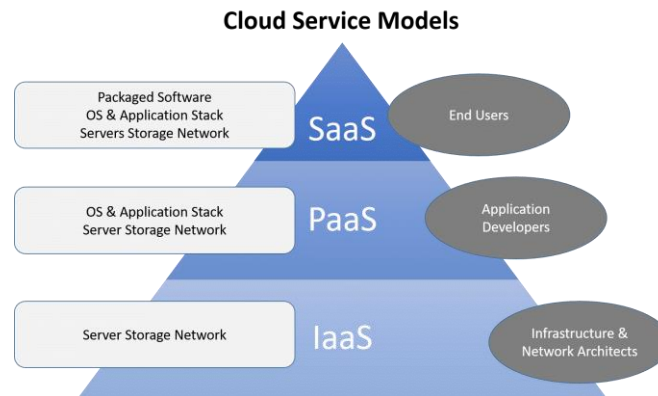 Cloud Service Models
Packaged Software
OS & Application Stack
Servers Storage Network
SaaS
End Users
OS & Application Stack
Server Storage Network
PaaS
Application
Developers
Server Storage Network
IaaS
Infrastructure &
Network Architects